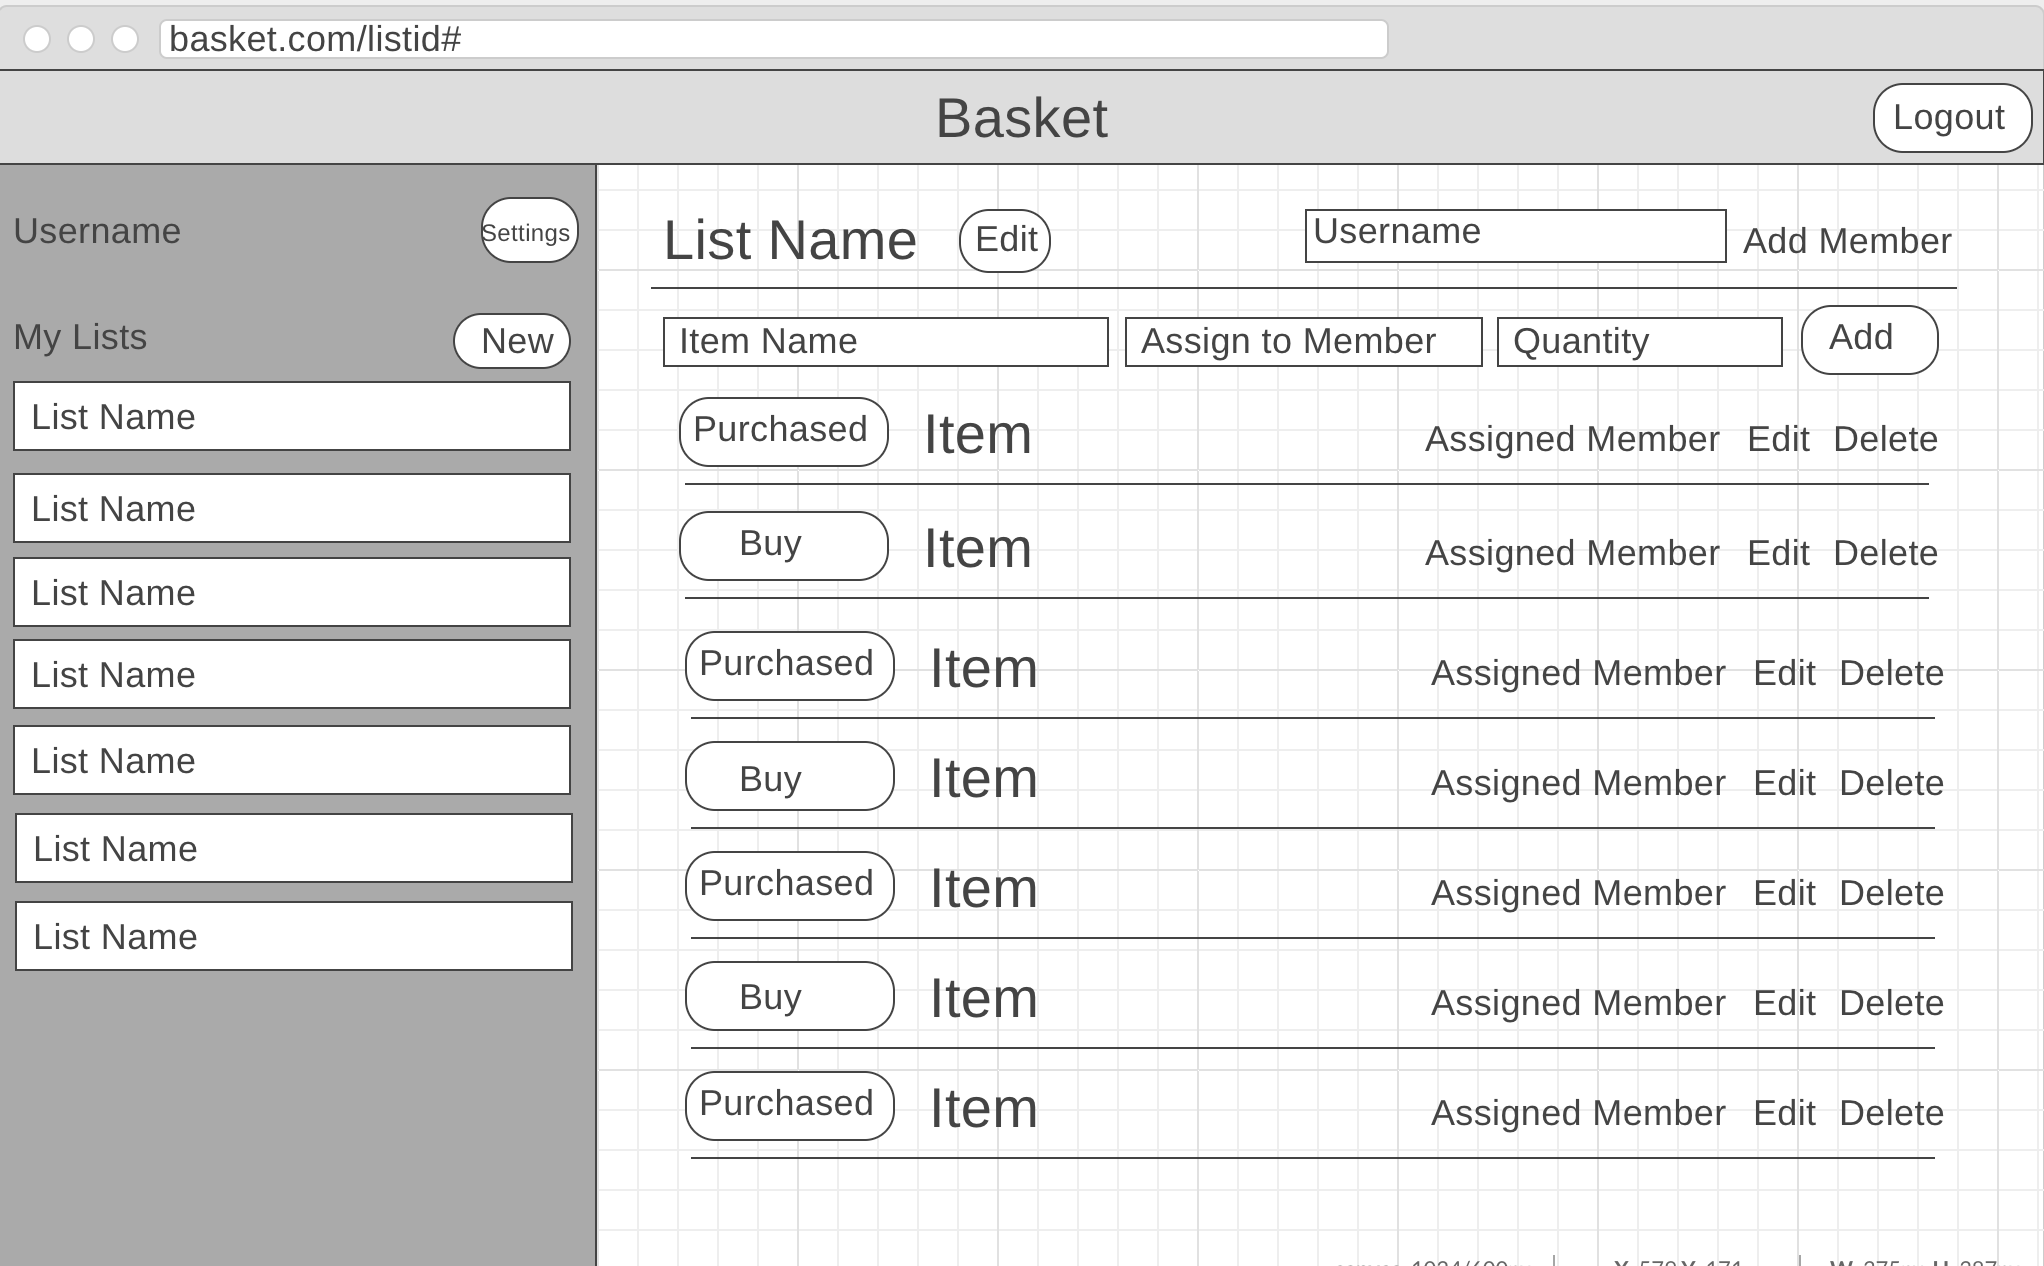 basket.com/listid#
Basket
Logout
Username
Settings
My Lists
New
List Name
List Name
List Name
List Name
List Name
List Name
List Name
List Name
Edit
Username
Add Member
Item Name
Assign to Member
Quantity
Add
Purchased Item Assigned Member Edit Delete
Buy Item Assigned Member Edit Delete
Purchased Item Assigned Member Edit Delete
Buy Item Assigned Member Edit Delete
Purchased Item Assigned Member Edit Delete
Buy Item Assigned Member Edit Delete
Purchased Item Assigned Member Edit Delete